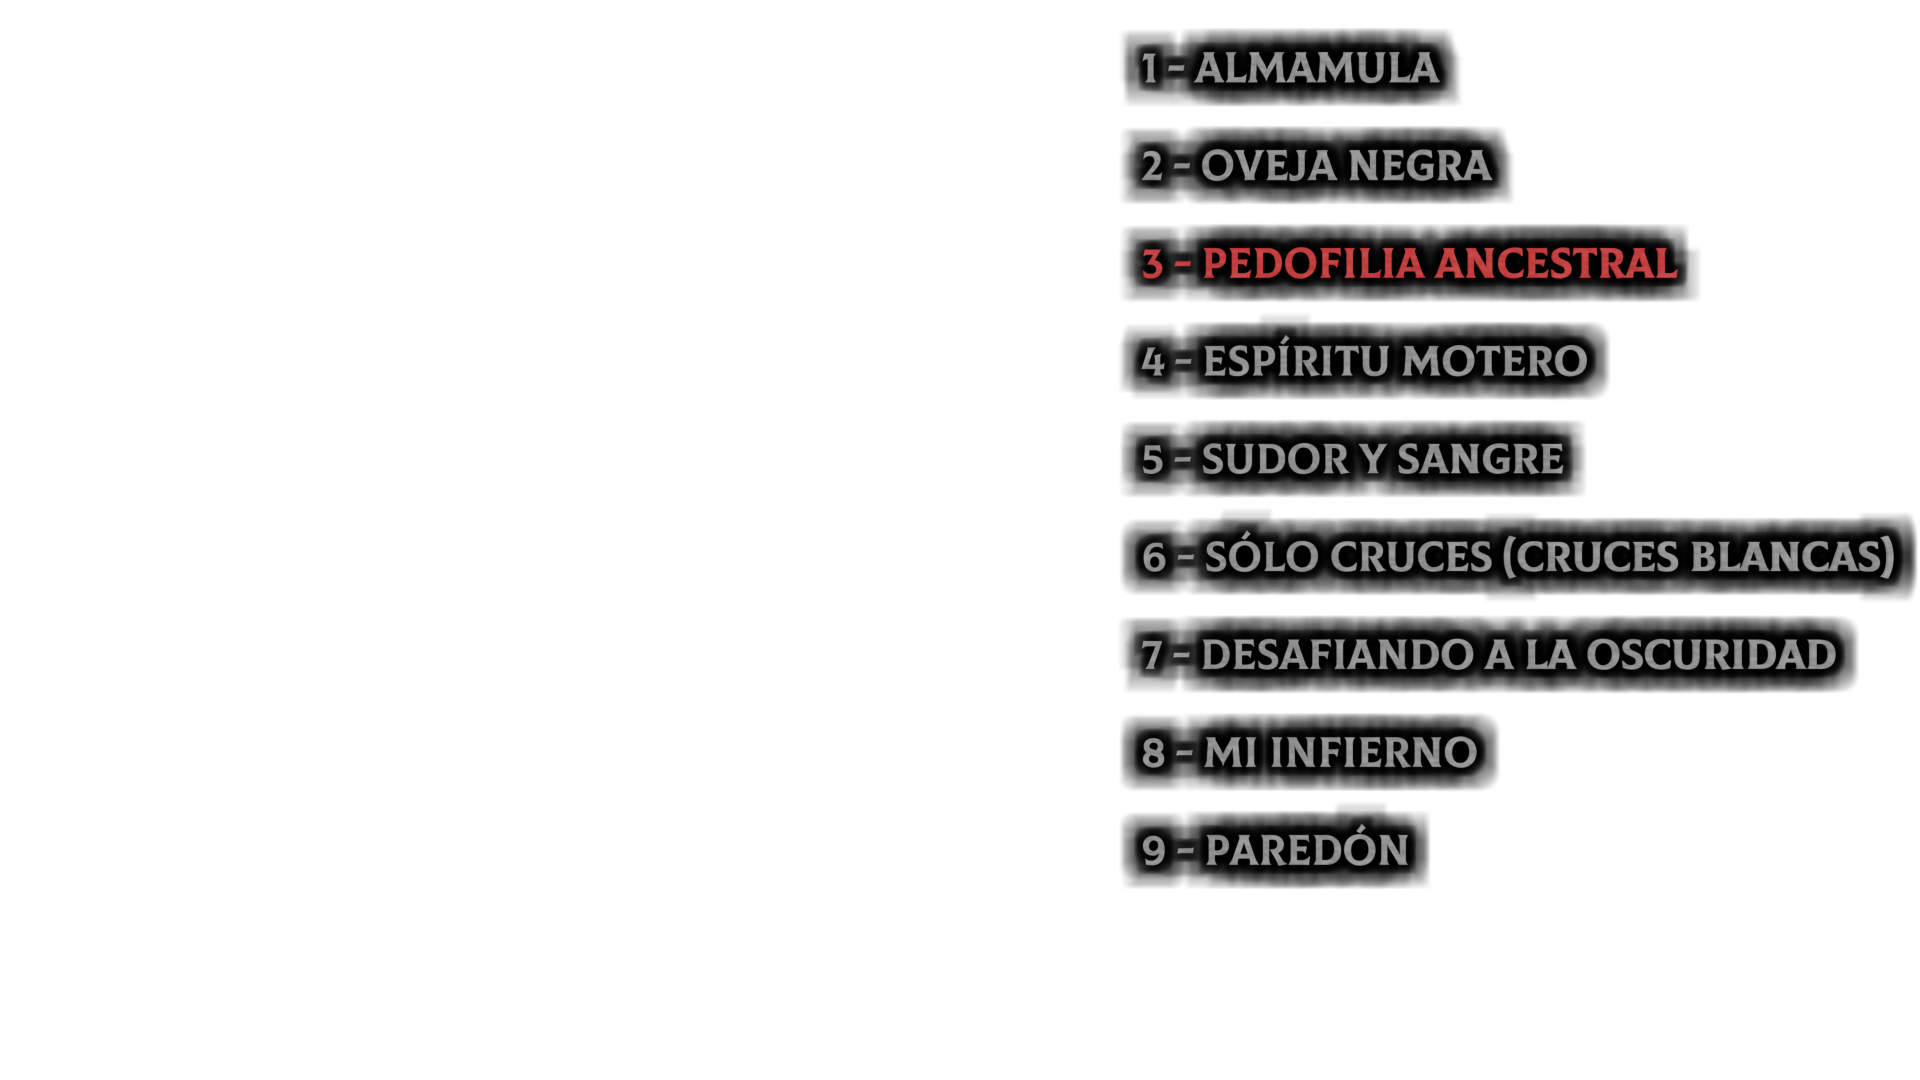 1 - ALMAMULA
2 - OVEJA NEGRA
3 - PEDOFILIA ANCESTRAL
4 - ESPÍRITU MOTERO
5 - SUDOR Y SANGRE
6 - SÓLO CRUCES (CRUCES BLANCAS)
7 - DESAFIANDO A LA OSCURIDAD
8 - MI INFIERNO
9 - PAREDÓN